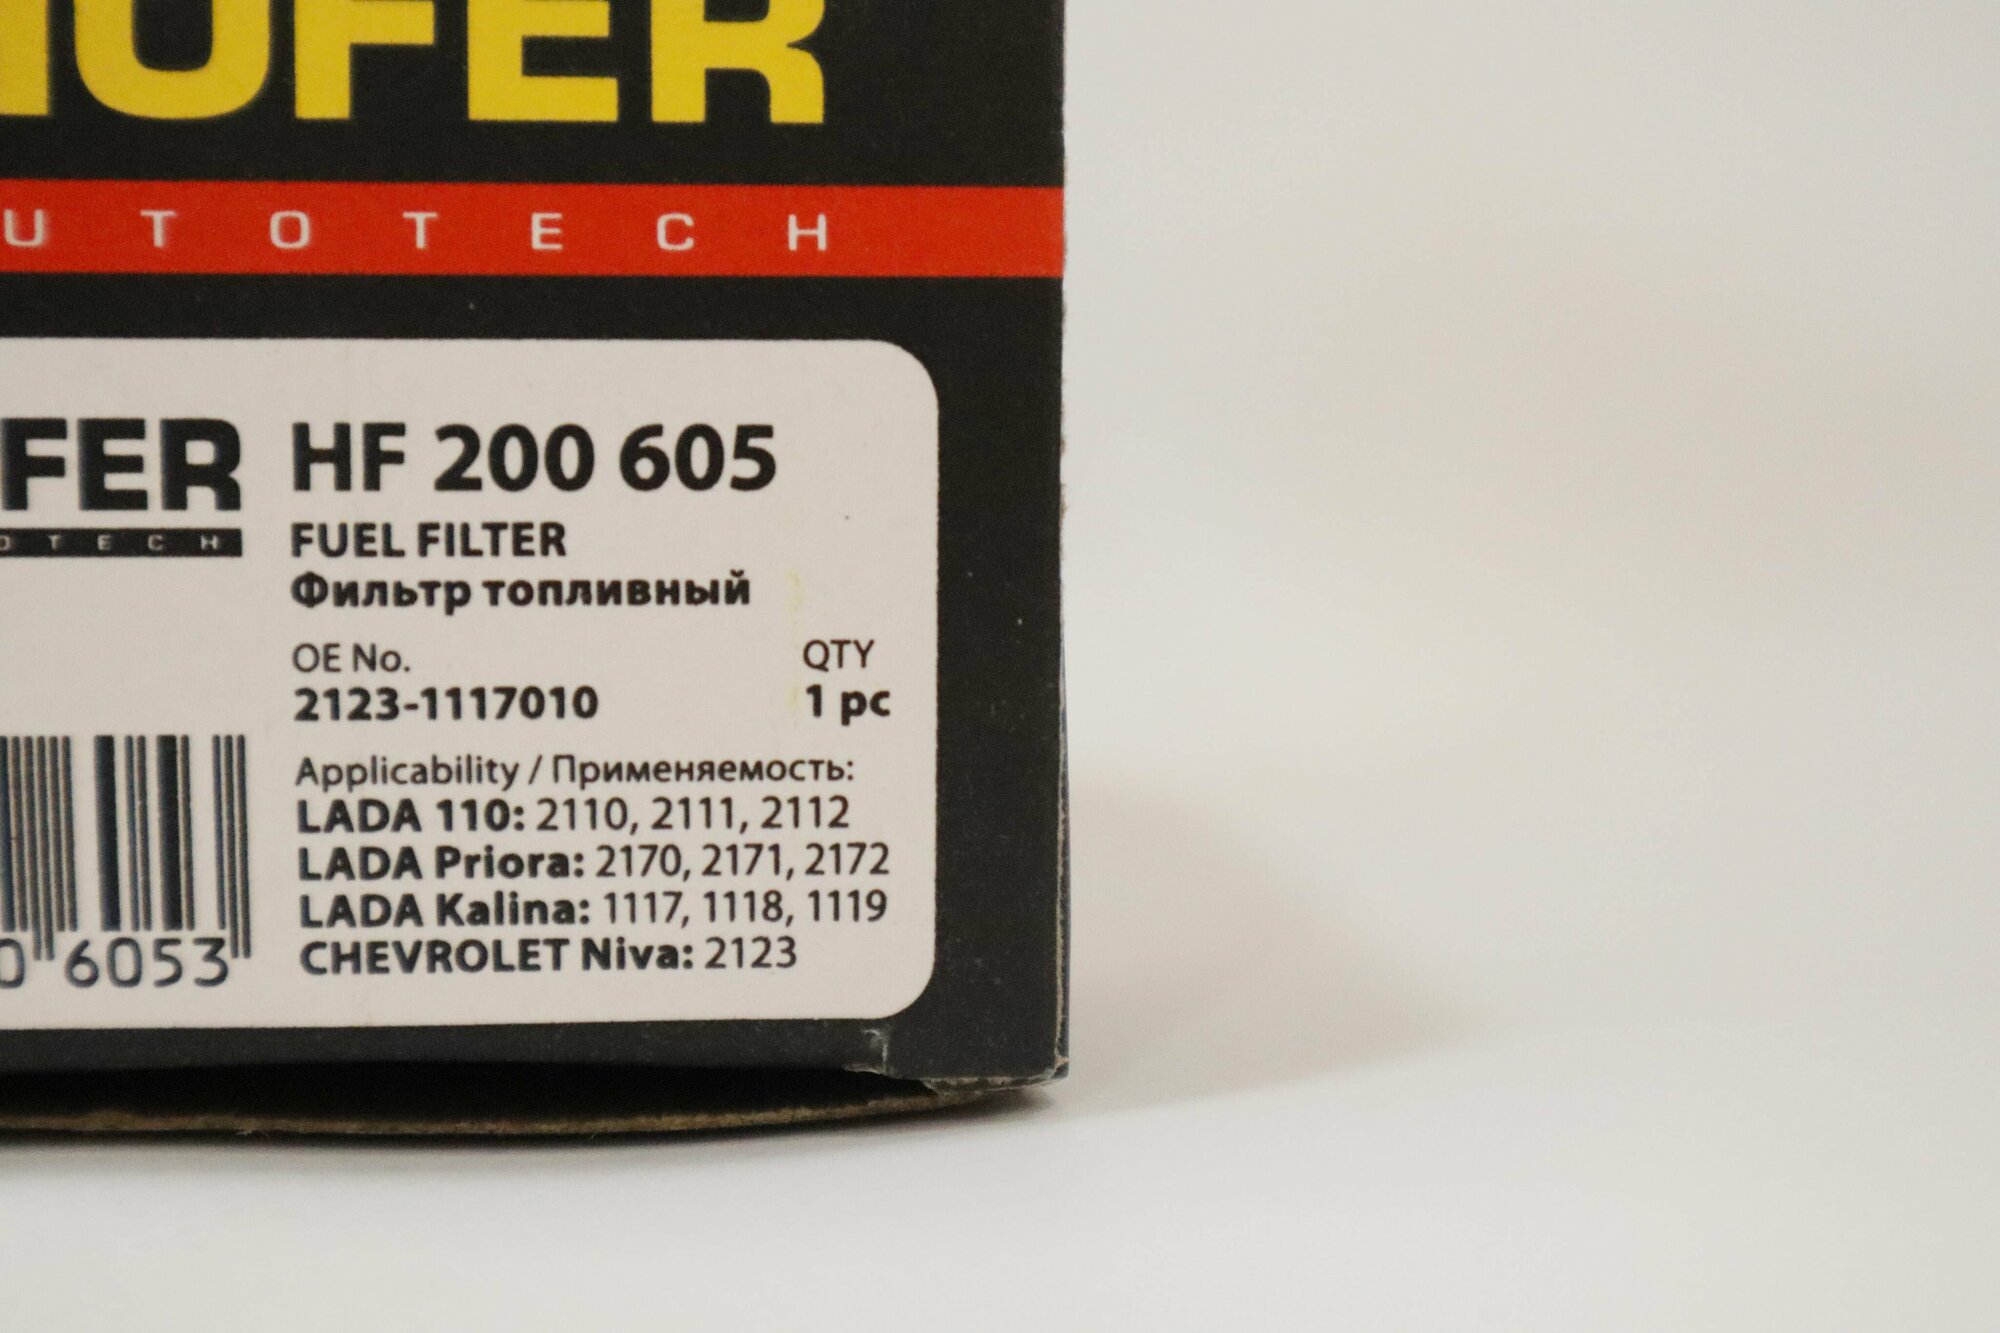 HOFER
UTOTECH
FER
OTECH
HF 200 605
FUEL FILTER
Фильтр топливный
OE No.
2123-1117010
QTY
1 pc
Applicability / Применяемость:
LADA 110: 2110, 2111, 2112
LADA Priora: 2170, 2171, 2172
LADA Kalina: 1117, 1118, 1119
CHEVROLET Niva: 2123
0 6053